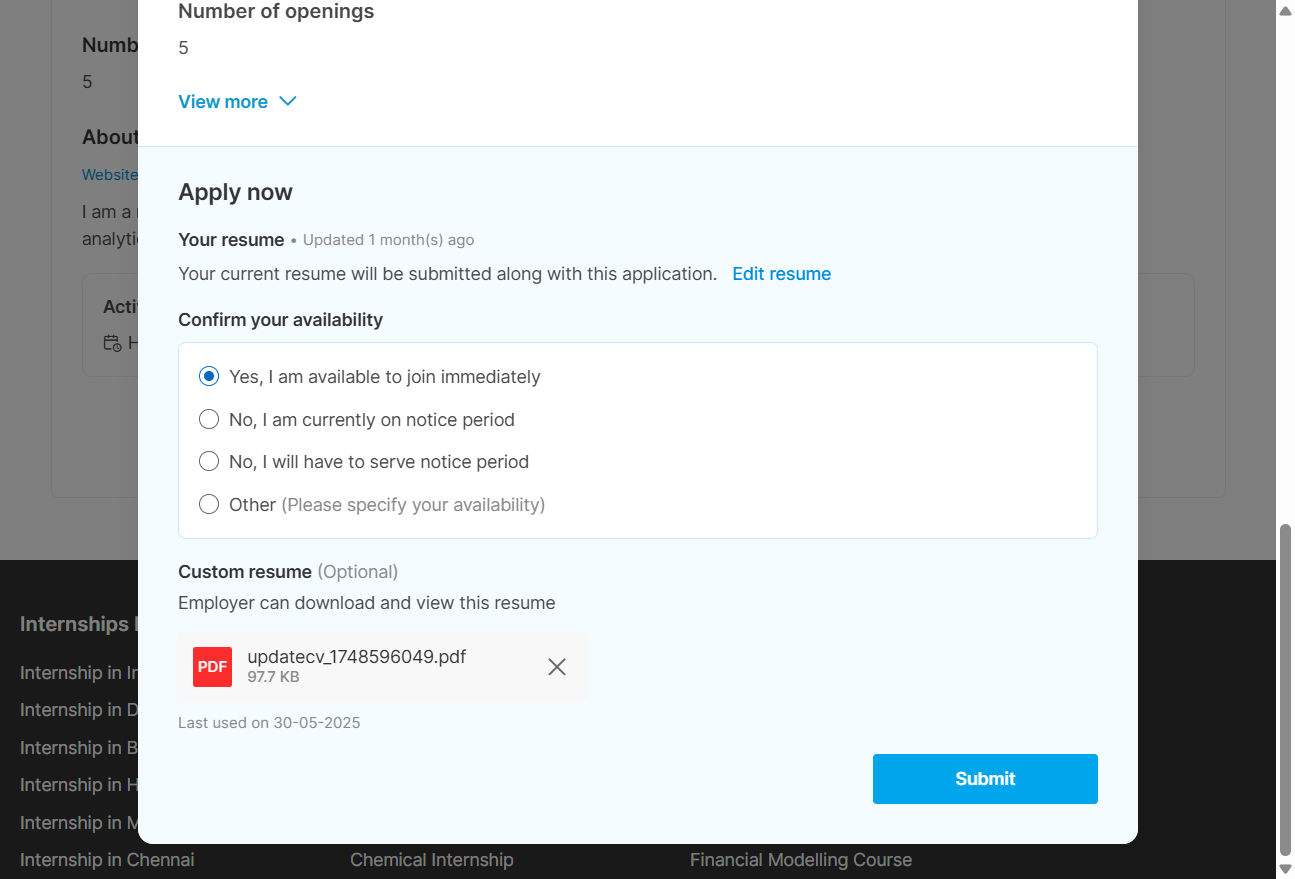 Number of openings
5
View more
Apply now
Your resume • Updated 1 month(s) ago
Your current resume will be submitted along with this application. Edit resume
Confirm your availability
Yes, I am available to join immediately
No, I am currently on notice period
No, I will have to serve notice period
Other (Please specify your availability)
Custom resume (Optional)
Employer can download and view this resume
PDF updatecv_1748596049.pdf
97.7 KB
Last used on 30-05-2025
Submit
5
About
Website
I am a
Internships
Internship in
Internship in
Internship in
Internship in
Internship in
Internship in Chennai
Chemical Internship
Financial Modelling Course